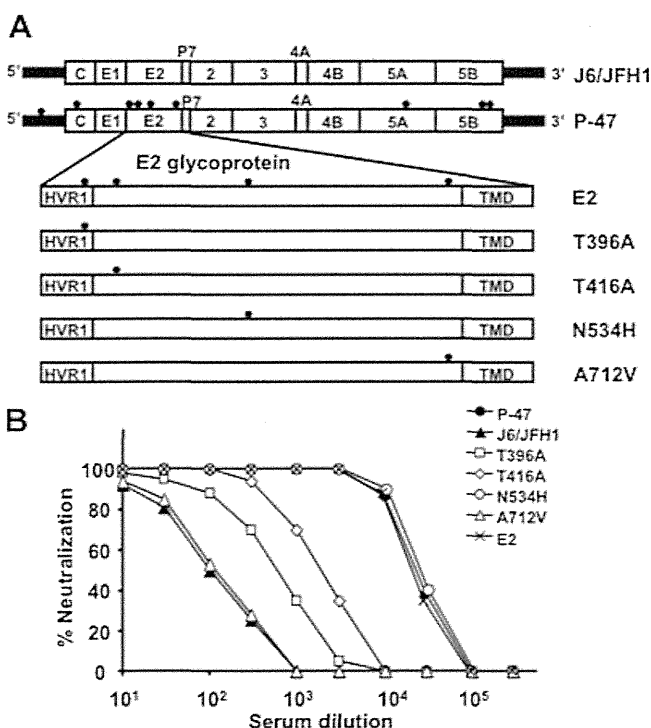 A
P7 4A
5' C E1 E2 2 3 4B 5A 5B 3' J6/JFH1
P7 4A
5' C E1 E2 2 3 4B 5A 5B 3' P-47
E2 glycoprotein
HVR1 TMD E2
HVR1 TMD T396A
HVR1 TMD T416A
HVR1 TMD N534H
HVR1 TMD A712V
B
P-47
J6/JFH1
T396A
T416A
N534H
A712V
E2
% Neutralization
100
80
60
40
20
0
10¹ 10² 10³ 10⁴ 10⁵
Serum dilution